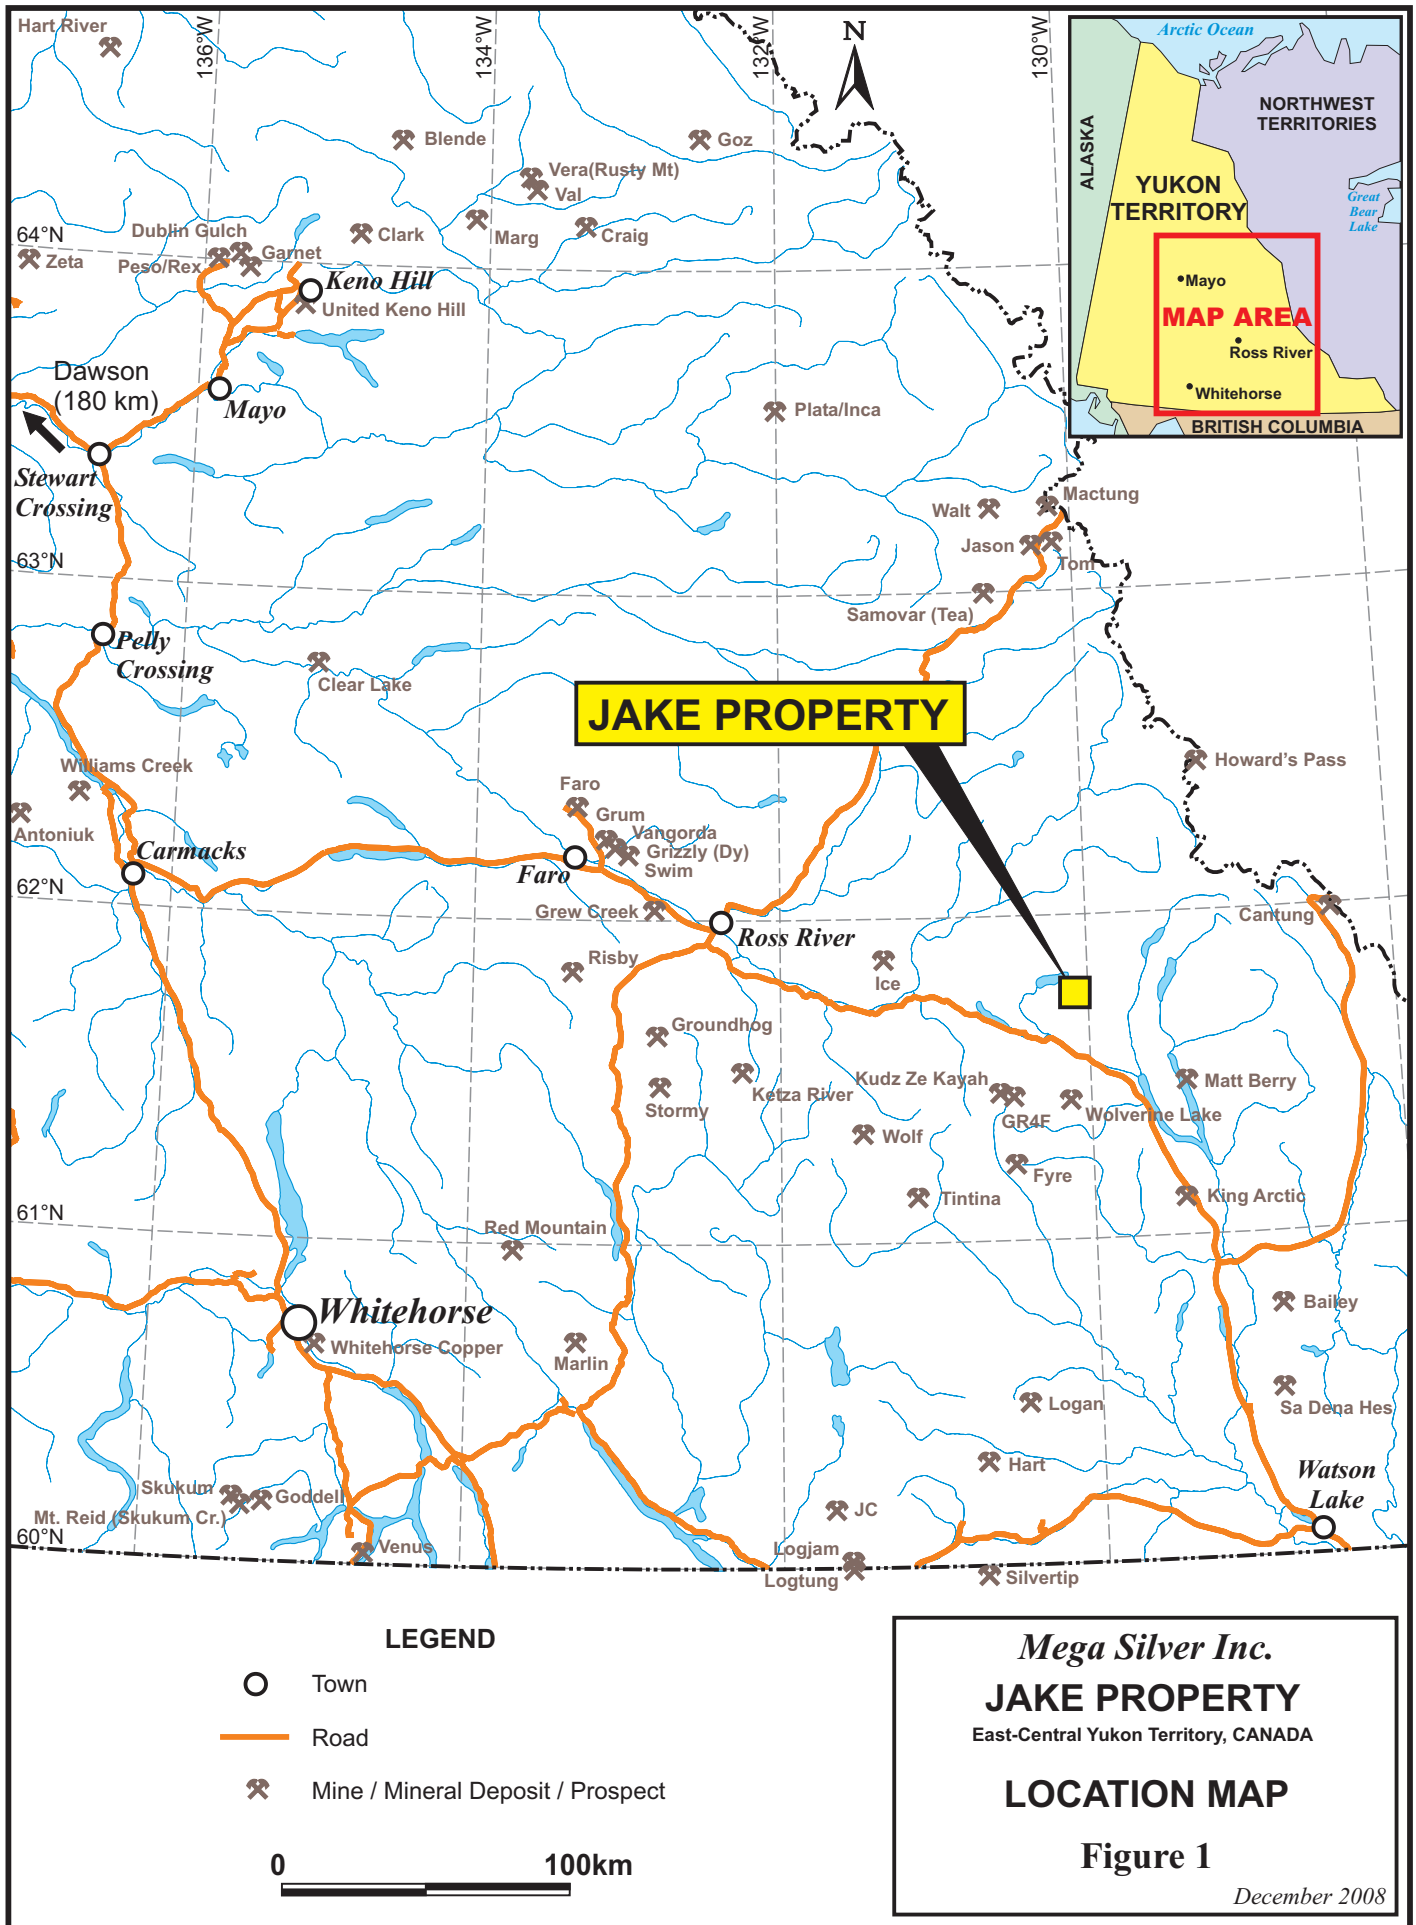 Hart River
136°W
134°W
132°W
130°W
N
Arctic Ocean
NORTHWEST
TERRITORIES
ALASKA
YUKON
TERRITORY
Great
Bear
Lake
Mayo
MAP AREA
Ross River
Whitehorse
BRITISH COLUMBIA
Blende
Goz
Vera(Rusty Mt)
Val
Dublin Gulch
Clark
Marg
Craig
64°N
Zeta
Peso/Rex
Garnet
Keno Hill
United Keno Hill
Dawson
(180 km)
Mayo
Plata/Inca
Stewart
Crossing
Mactung
Walt
Jason
Tom
63°N
Samovar (Tea)
Pelly
Crossing
Clear Lake
JAKE PROPERTY
Howard's Pass
Williams Creek
Faro
Grum
Antoniuk
Vangorda
Carmacks
Grizzly (Dy)
Faro
Swim
62°N
Grew Creek
Cantung
Ross River
Risby
Ice
Groundhog
Kudz Ze Kayah
Matt Berry
Stormy
Ketza River
GR4F
Wolverine Lake
Wolf
Fyre
Tintina
King Arctic
61°N
Red Mountain
Whitehorse
Bailey
Whitehorse Copper
Marlin
Logan
Sa Dena Hes
Hart
Watson
Lake
Skukum
Goddell
Mt. Reid (Skukum Cr.)
JC
60°N
Venus
Logjam
Logtung
Silvertip
LEGEND
Town
Road
Mine / Mineral Deposit / Prospect
0 100km
Mega Silver Inc.
JAKE PROPERTY
East-Central Yukon Territory, CANADA
LOCATION MAP
Figure 1
December 2008